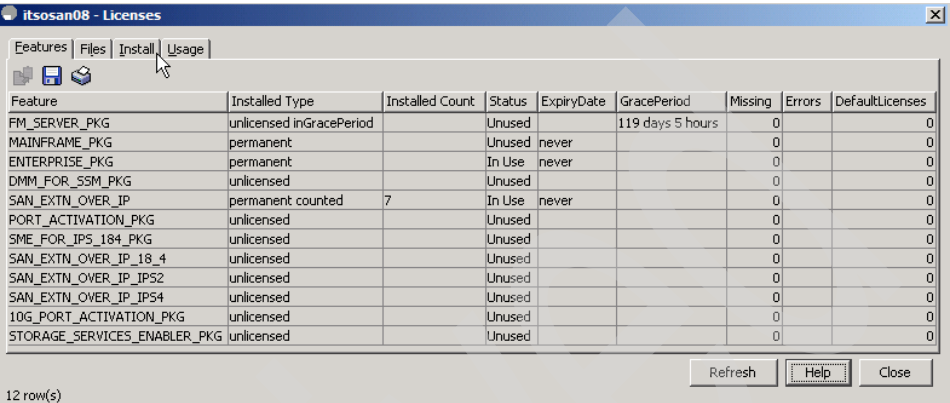 itsosan08 - Licenses
Features Files Install Usage
Feature Installed Type Installed Count Status ExpiryDate GracePeriod Missing Errors DefaultLicenses
FM_SERVER_PKG unlicensed inGracePeriod Unused 119 days 5 hours 0 0
MAINFRAME_PKG permanent Unused never 0 0
ENTERPRISE_PKG permanent In Use never 0 0
DMM_FOR_SSM_PKG unlicensed Unused 0 0
SAN_EXTN_OVER_IP permanent counted 7 In Use never 0 0
PORT_ACTIVATION_PKG unlicensed Unused 0 0
SME_FOR_IPS_184_PKG unlicensed Unused 0 0
SAN_EXTN_OVER_IP_18_4 unlicensed Unused 0 0
SAN_EXTN_OVER_IP_IPS2 unlicensed Unused 0 0
SAN_EXTN_OVER_IP_IPS4 unlicensed Unused 0 0
10G_PORT_ACTIVATION_PKG unlicensed Unused 0 0
STORAGE_SERVICES_ENABLER_PKG unlicensed Unused 0 0
Refresh Help Close
12 row(s)